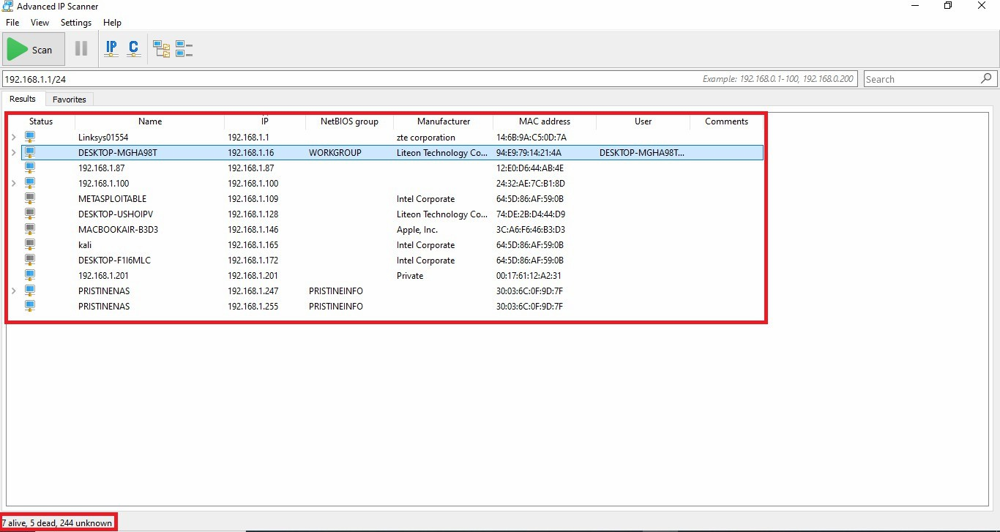 Advanced IP Scanner
File View Settings Help
Scan IP C
192.168.1.1/24 Example: 192.168.0.1-100, 192.168.0.200 Search
Results Favorites
Status Name IP NetBIOS group Manufacturer MAC address User Comments
Linksys01554 192.168.1.1 zte corporation 14:6B:9A:C5:0D:7A
DESKTOP-MGHA98T 192.168.1.16 WORKGROUP Liteon Technology Co... 94:E9:79:14:21:4A DESKTOP-MGHA98T...
192.168.1.87 192.168.1.87 12:E0:D6:44:AB:4E
192.168.1.100 192.168.1.100 24:32:AE:7C:B1:8D
METASPLOITABLE 192.168.1.109 Intel Corporate 64:5D:86:AF:59:0B
DESKTOP-USHOIPV 192.168.1.128 Liteon Technology Co... 74:DE:2B:D4:44:D9
MACBOOKAIR-B3D3 192.168.1.146 Apple, Inc. 3C:A6:F6:46:B3:D3
kali 192.168.1.165 Intel Corporate 64:5D:86:AF:59:0B
DESKTOP-F1I6MLC 192.168.1.172 Intel Corporate 64:5D:86:AF:59:0B
192.168.1.201 192.168.1.201 Private 00:17:61:12:A2:31
PRISTINENAS 192.168.1.247 PRISTINEINFO 30:03:6C:0F:9D:7F
PRISTINENAS 192.168.1.255 PRISTINEINFO 30:03:6C:0F:9D:7F
7 alive, 5 dead, 244 unknown